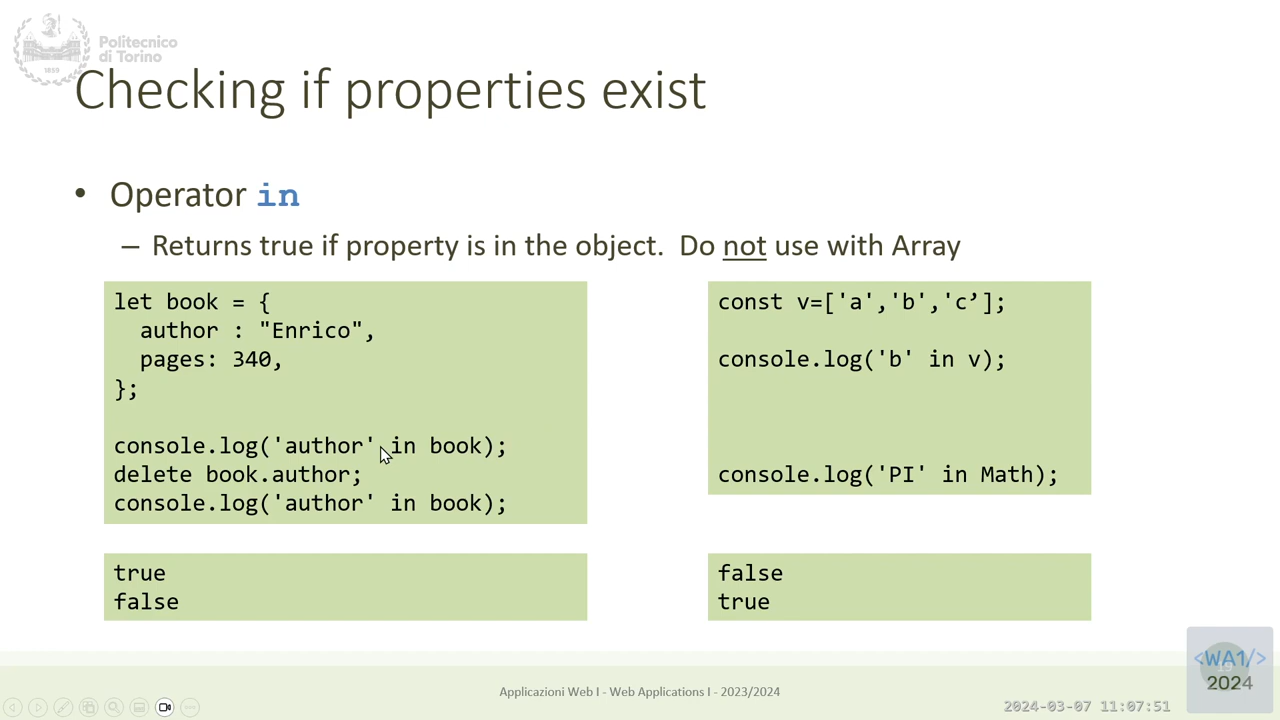 Politecnico
di Torino
1859
Checking if properties exist
• Operator in
– Returns true if property is in the object. Do not use with Array
let book = {
author : "Enrico",
pages: 340,
};
console.log('author' in book);
delete book.author;
console.log('author' in book);
true
false
const v=['a','b','c’];
console.log('b' in v);
console.log('PI' in Math);
false
true
Applicazioni Web I - Web Applications I - 2023/2024
2024-03-07 11:07:51
<WA1/>
2024